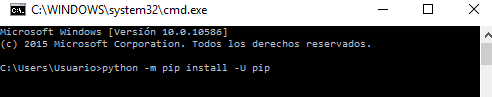 C:\WINDOWS\system32\cmd.exe
Microsoft Windows [Versión 10.0.10586]
(c) 2015 Microsoft Corporation. Todos los derechos reservados.
C:\Users\Usuario>python -m pip install -U pip